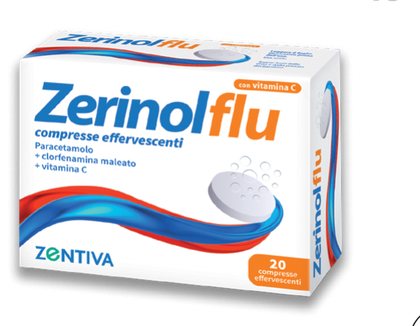 con vitamina C
Zerinolflu
compresse effervescenti
Paracetamolo
+ clorfenamina maleato
+ vitamina C
ZENTIVA
20
compresse
effervescenti